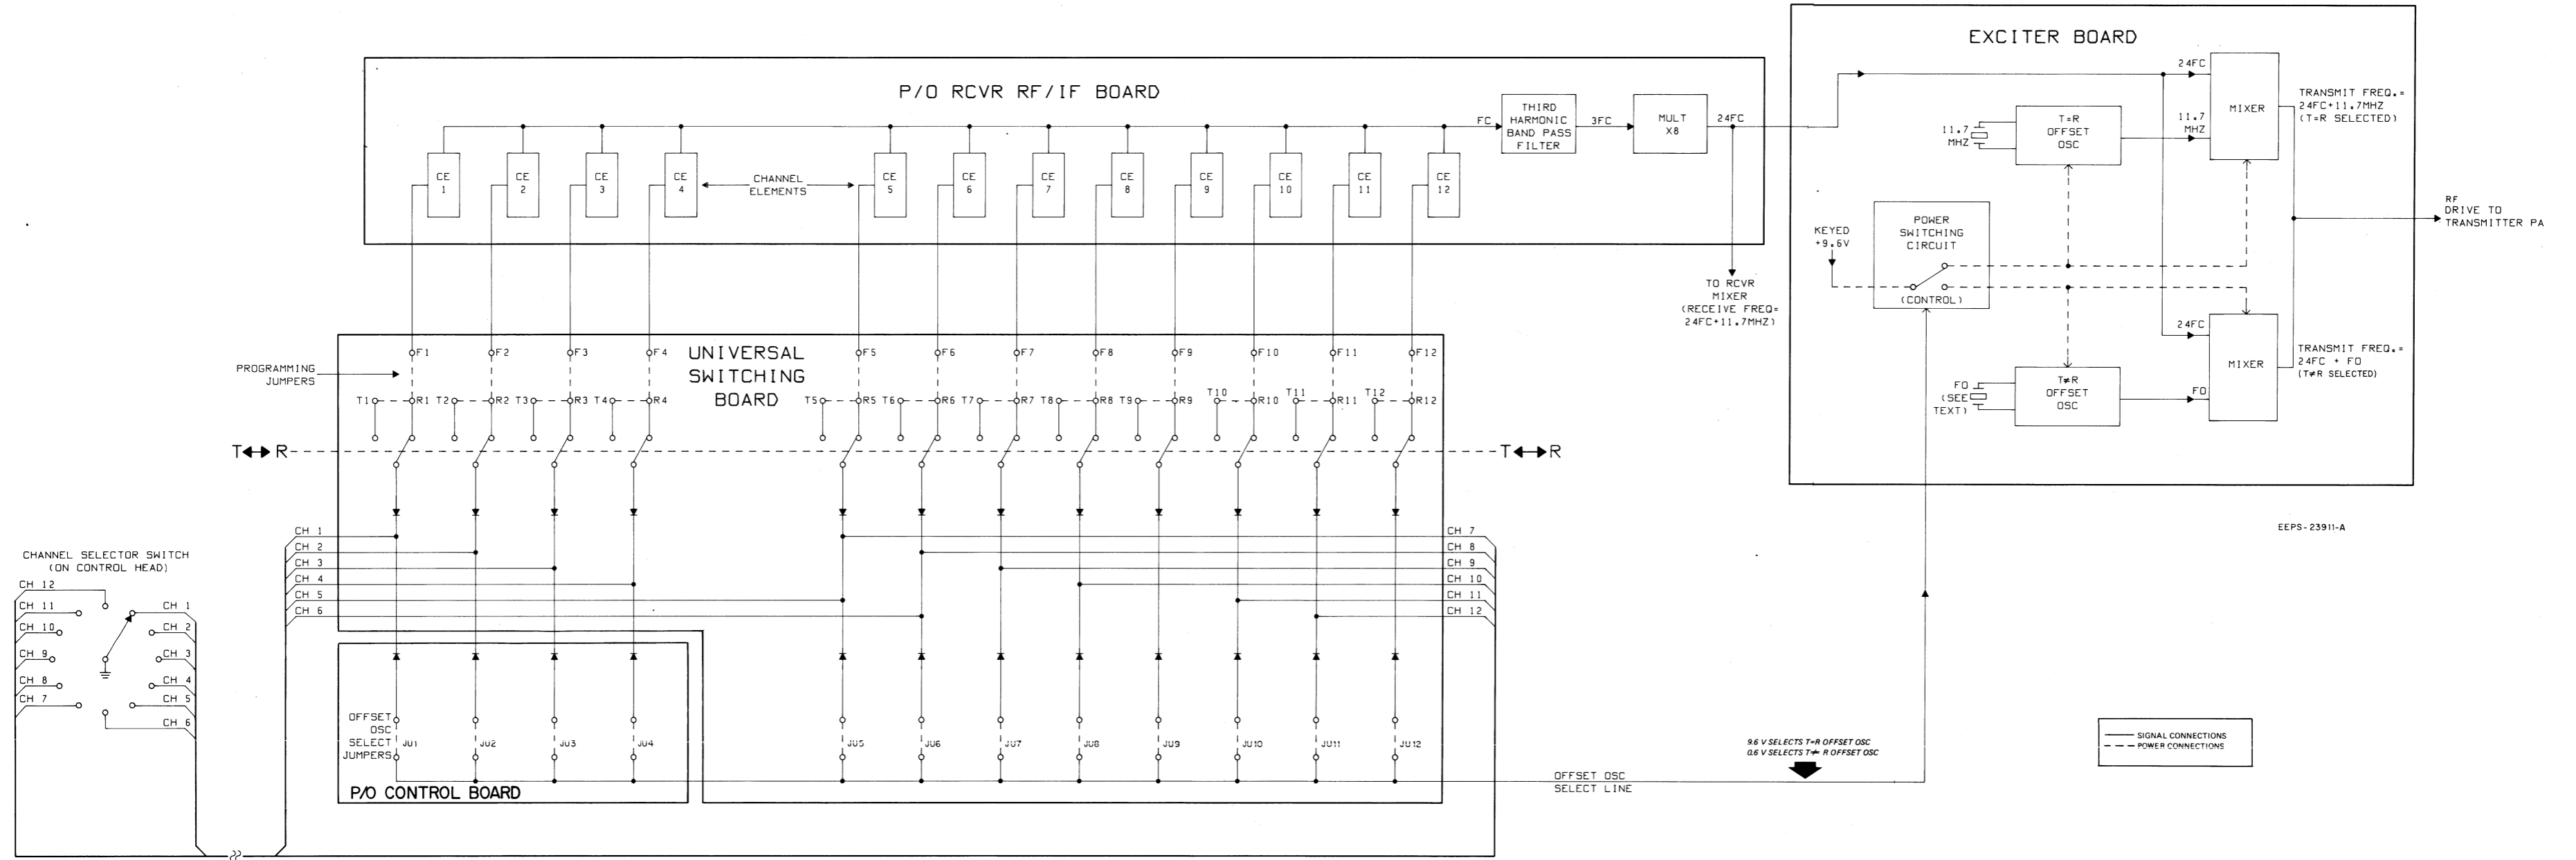 EXCITER BOARD
P/O RCVR RF/IF BOARD
CE 1
CE 2
CE 3
CE 4
CHANNEL
ELEMENTS
CE 5
CE 6
CE 7
CE 8
CE 9
CE 10
CE 11
CE 12
FC
THIRD
HARMONIC
BAND PASS
FILTER
3FC
MULT
X8
24FC
TO RCVR
MIXER
(RECEIVE FREQ=
24FC+11.7MHZ)
24FC
MIXER
TRANSMIT FREQ.=
24FC+11.7MHZ
(T=R SELECTED)
11.7
MHZ
T=R
OFFSET
OSC
11.7
MHZ
POWER
SWITCHING
CIRCUIT
(CONTROL)
KEYED
+9.6V
RF
DRIVE TO
TRANSMITTER PA
24FC
MIXER
TRANSMIT FREQ.=
24FC + FO
(T≠R SELECTED)
FO
(SEE
TEXT)
T≠R
OFFSET
OSC
FO
EEPS-23911-A
PROGRAMMING
JUMPERS
UNIVERSAL
SWITCHING
BOARD
F1
F2
F3
F4
F5
F6
F7
F8
F9
F10
F11
F12
T1 R1
T2 R2
T3 R3
T4 R4
T5 R5
T6 R6
T7 R7
T8 R8
T9 R9
T10 R10
T11 R11
T12 R12
T R
T R
CH 1
CH 2
CH 3
CH 4
CH 5
CH 6
CH 7
CH 8
CH 9
CH 10
CH 11
CH 12
CHANNEL SELECTOR SWITCH
(ON CONTROL HEAD)
CH 12
CH 11
CH 10
CH 9
CH 8
CH 7
CH 1
CH 2
CH 3
CH 4
CH 5
CH 6
OFFSET
OSC
SELECT
JUMPERS
JU1
JU2
JU3
JU4
JU5
JU6
JU7
JU8
JU9
JU10
JU11
JU12
P/O CONTROL BOARD
OFFSET OSC
SELECT LINE
9.6 V SELECTS T=R OFFSET OSC
0.6 V SELECTS T≠ R OFFSET OSC
SIGNAL CONNECTIONS
POWER CONNECTIONS